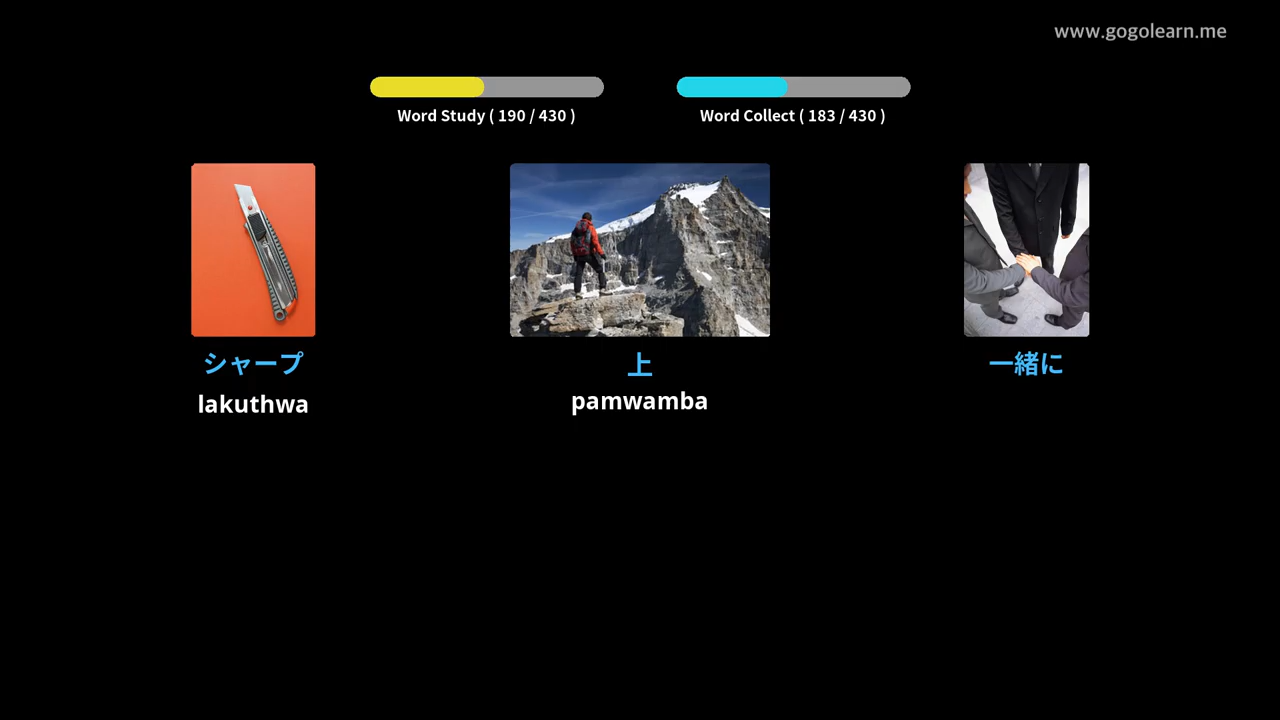 www.gogolearn.me
Word Study ( 190 / 430 )
Word Collect ( 183 / 430 )
シャープ
lakuthwa
上
pamwamba
一緒に